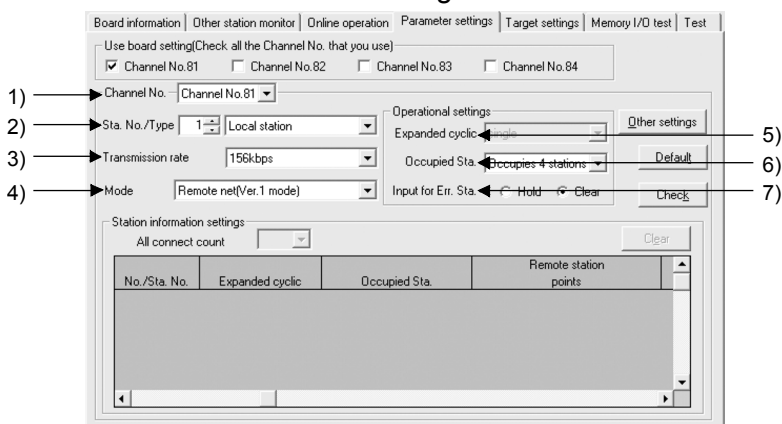 Board information Other station monitor Online operation Parameter settings Target settings Memory I/O test Test
Use board setting(Check all the Channel No. that you use)
Channel No.81 Channel No.82 Channel No.83 Channel No.84
1) Channel No. Channel No.81
2) Sta. No./Type 1 Local station
3) Transmission rate 156kbps
4) Mode Remote net(Ver.1 mode)
Operational settings
Expanded cyclic single 5)
Occupied Sta. Occupies 4 stations 6)
Input for Err. Sta. Hold Clear 7)
Other settings
Default
Check
Station information settings
All connect count
Clear
No./Sta. No. Expanded cyclic Occupied Sta. Remote station
points